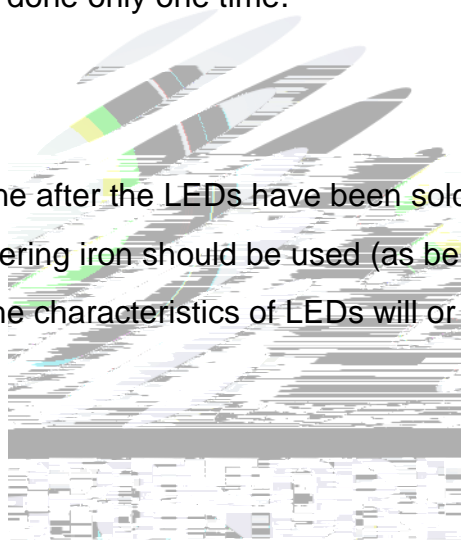 done only one time.
ne after the LEDs have been sold
ering iron should be used (as be
ne characteristics of LEDs will or